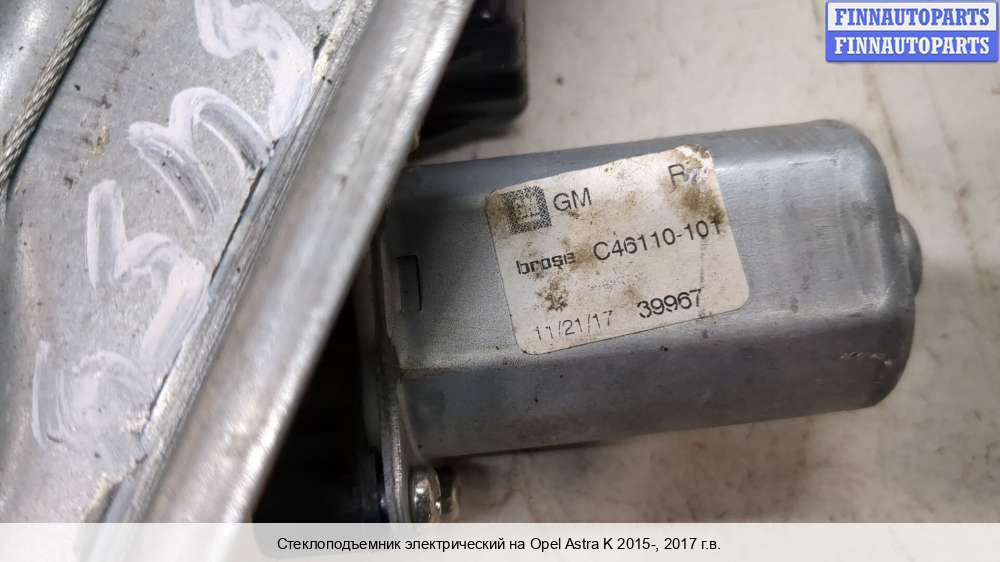 FINNAUTOPARTS
FINNAUTOPARTS
GM
brose C46110-101
11/21/17 39967
Стеклоподъемник электрический на Opel Astra K 2015-, 2017 г.в.